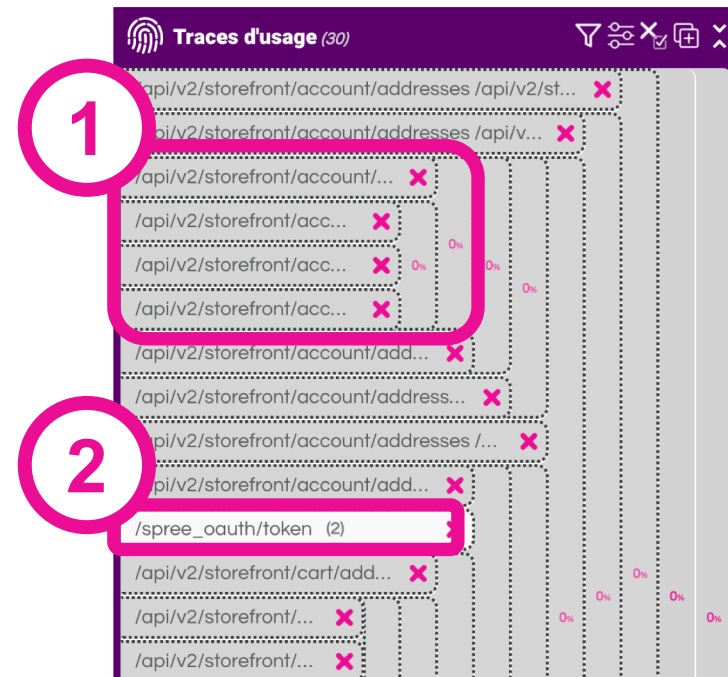 Traces d'usage (30)
/api/v2/storefront/account/addresses /api/v2/st...
pi/v2/storefront/account/addresses /api/v...
1
/api/v2/storefront/account/...
/api/v2/storefront/acc...
0%
/api/v2/storefront/acc...
0%
0%
0%
/api/v2/storefront/acc...
/api/v2/storefront/account/add...
/api/v2/storefront/account/address...
api/v2/storefront/account/addresses /...
2
pi/v2/storefront/account/add...
/spree_oauth/token (2)
/api/v2/storefront/cart/add...
0%
0%
0%
/api/v2/storefront/...
0%
0%
/api/v2/storefront/...